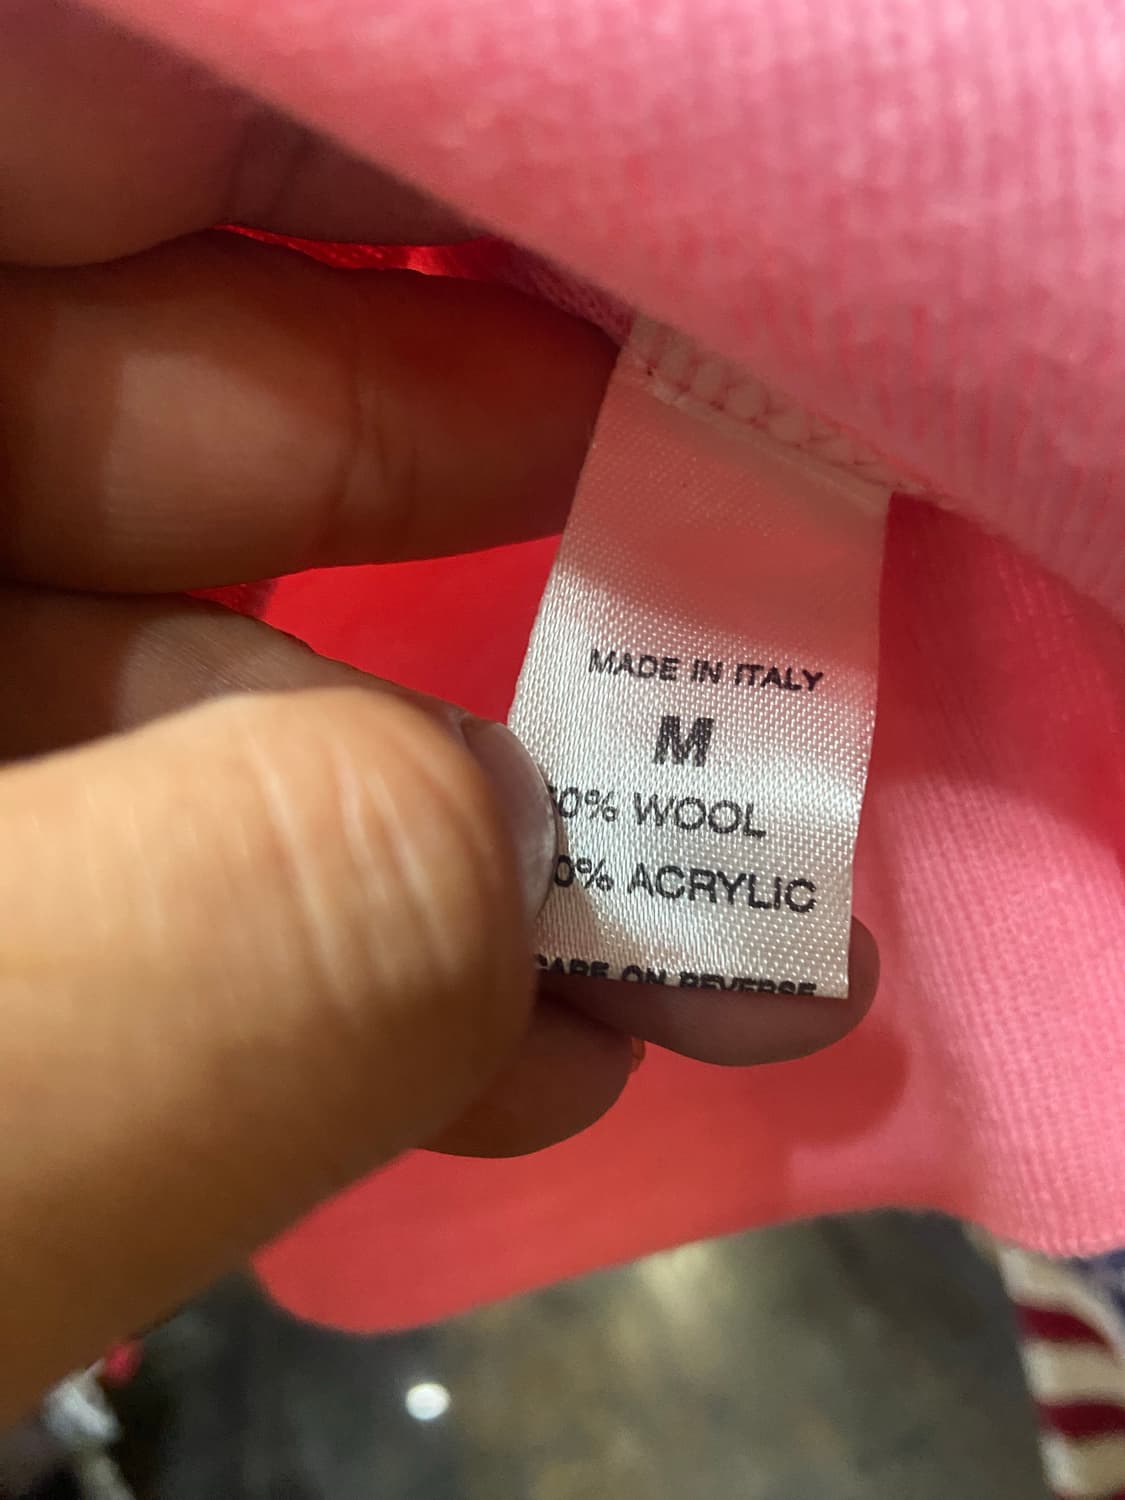 MADE IN ITALY
M
0% WOOL
0% ACRYLIC
CARE ON REVERSE